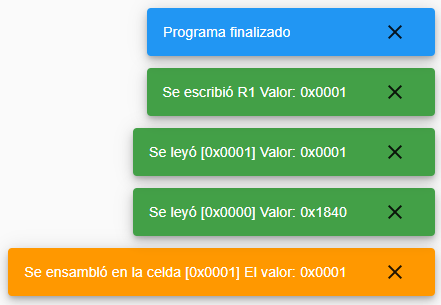 Programa finalizado
Se escribió R1 Valor: 0x0001
Se leyó [0x0001] Valor: 0x0001
Se leyó [0x0000] Valor: 0x1840
Se ensambló en la celda [0x0001] El valor: 0x0001